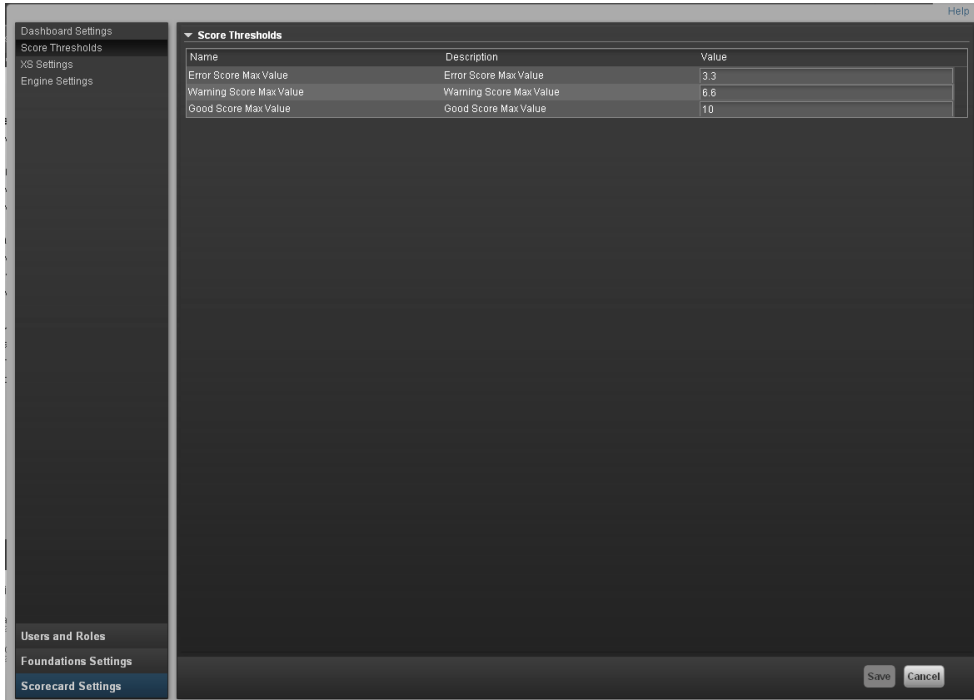 Help
Dashboard Settings
Score Thresholds
XS Settings
Engine Settings
Users and Roles
Foundations Settings
Scorecard Settings
Score Thresholds
Name Description Value
Error Score Max Value Error Score Max Value 3.3
Warning Score Max Value Warning Score Max Value 6.6
Good Score Max Value Good Score Max Value 10
Save Cancel